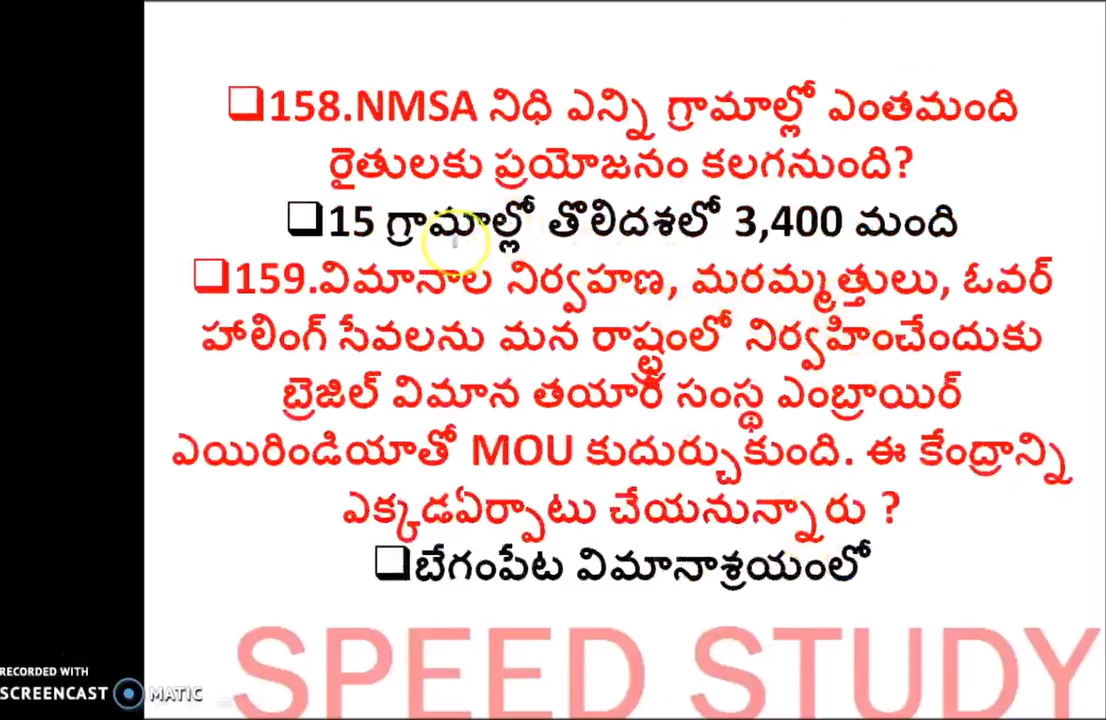 ❑158.NMSA నిధి ఎన్ని గ్రామాల్లో ఎంతమంది
రైతులకు ప్రయోజనం కలగనుంది?
❑15 గ్రామాల్లో తొలిదశలో 3,400 మంది
❑159.విమానాల నిర్వహణ, మరమ్మత్తులు, ఓవర్
హాలింగ్ సేవలను మన రాష్ట్రంలో నిర్వహించేందుకు
బ్రెజిల్ విమాన తయారీ సంస్థ ఎంబ్రాయిర్
ఎయిరిండియాతో MOU కుదుర్చుకుంది. ఈ కేంద్రాన్ని
ఎక్కడఏర్పాటు చేయనున్నారు ?
❑బేగంపేట విమానాశ్రయంలో
SPEED STUDY
RECORDED WITH
SCREENCAST MATIC